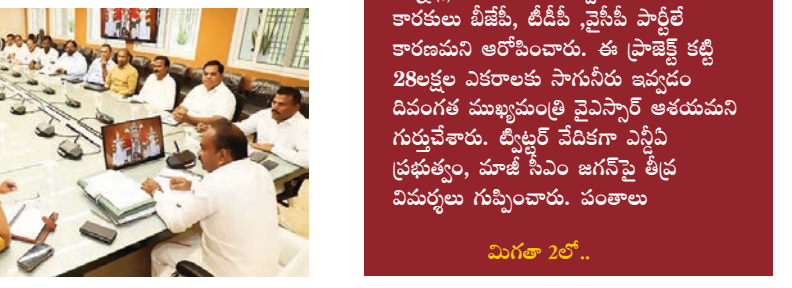 కారకులు బీజేపీ, టీడీపీ ,వైసీపీ పార్టీలే
కారణమని ఆరోపించారు. ఈ ప్రాజెక్ట్ కట్టి
28లక్షల ఎకరాలకు సాగునీరు ఇవ్వడం
దివంగత ముఖ్యమంత్రి వైఎస్సార్ ఆశయమని
గుర్తుచేశారు. ట్విట్టర్ వేదికగా ఎన్డీఏ
ప్రభుత్వం, మాజీ సీఎం జగన్‌పై తీవ్ర
విమర్శలు గుప్పించారు. పంతాలు
మిగతా 2లో..